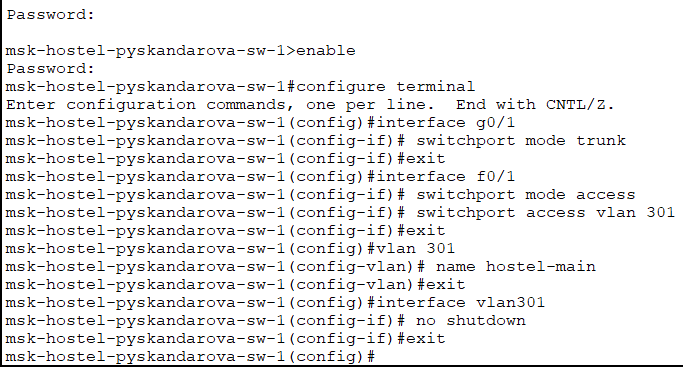 Password:
msk-hostel-pyskandarova-sw-1>enable
Password:
msk-hostel-pyskandarova-sw-1#configure terminal
Enter configuration commands, one per line.  End with CNTL/Z.
msk-hostel-pyskandarova-sw-1(config)#interface g0/1
msk-hostel-pyskandarova-sw-1(config-if)# switchport mode trunk
msk-hostel-pyskandarova-sw-1(config-if)#exit
msk-hostel-pyskandarova-sw-1(config)#interface f0/1
msk-hostel-pyskandarova-sw-1(config-if)# switchport mode access
msk-hostel-pyskandarova-sw-1(config-if)# switchport access vlan 301
msk-hostel-pyskandarova-sw-1(config-if)#exit
msk-hostel-pyskandarova-sw-1(config)#vlan 301
msk-hostel-pyskandarova-sw-1(config-vlan)# name hostel-main
msk-hostel-pyskandarova-sw-1(config-vlan)#exit
msk-hostel-pyskandarova-sw-1(config)#interface vlan301
msk-hostel-pyskandarova-sw-1(config-if)# no shutdown
msk-hostel-pyskandarova-sw-1(config-if)#exit
msk-hostel-pyskandarova-sw-1(config)#